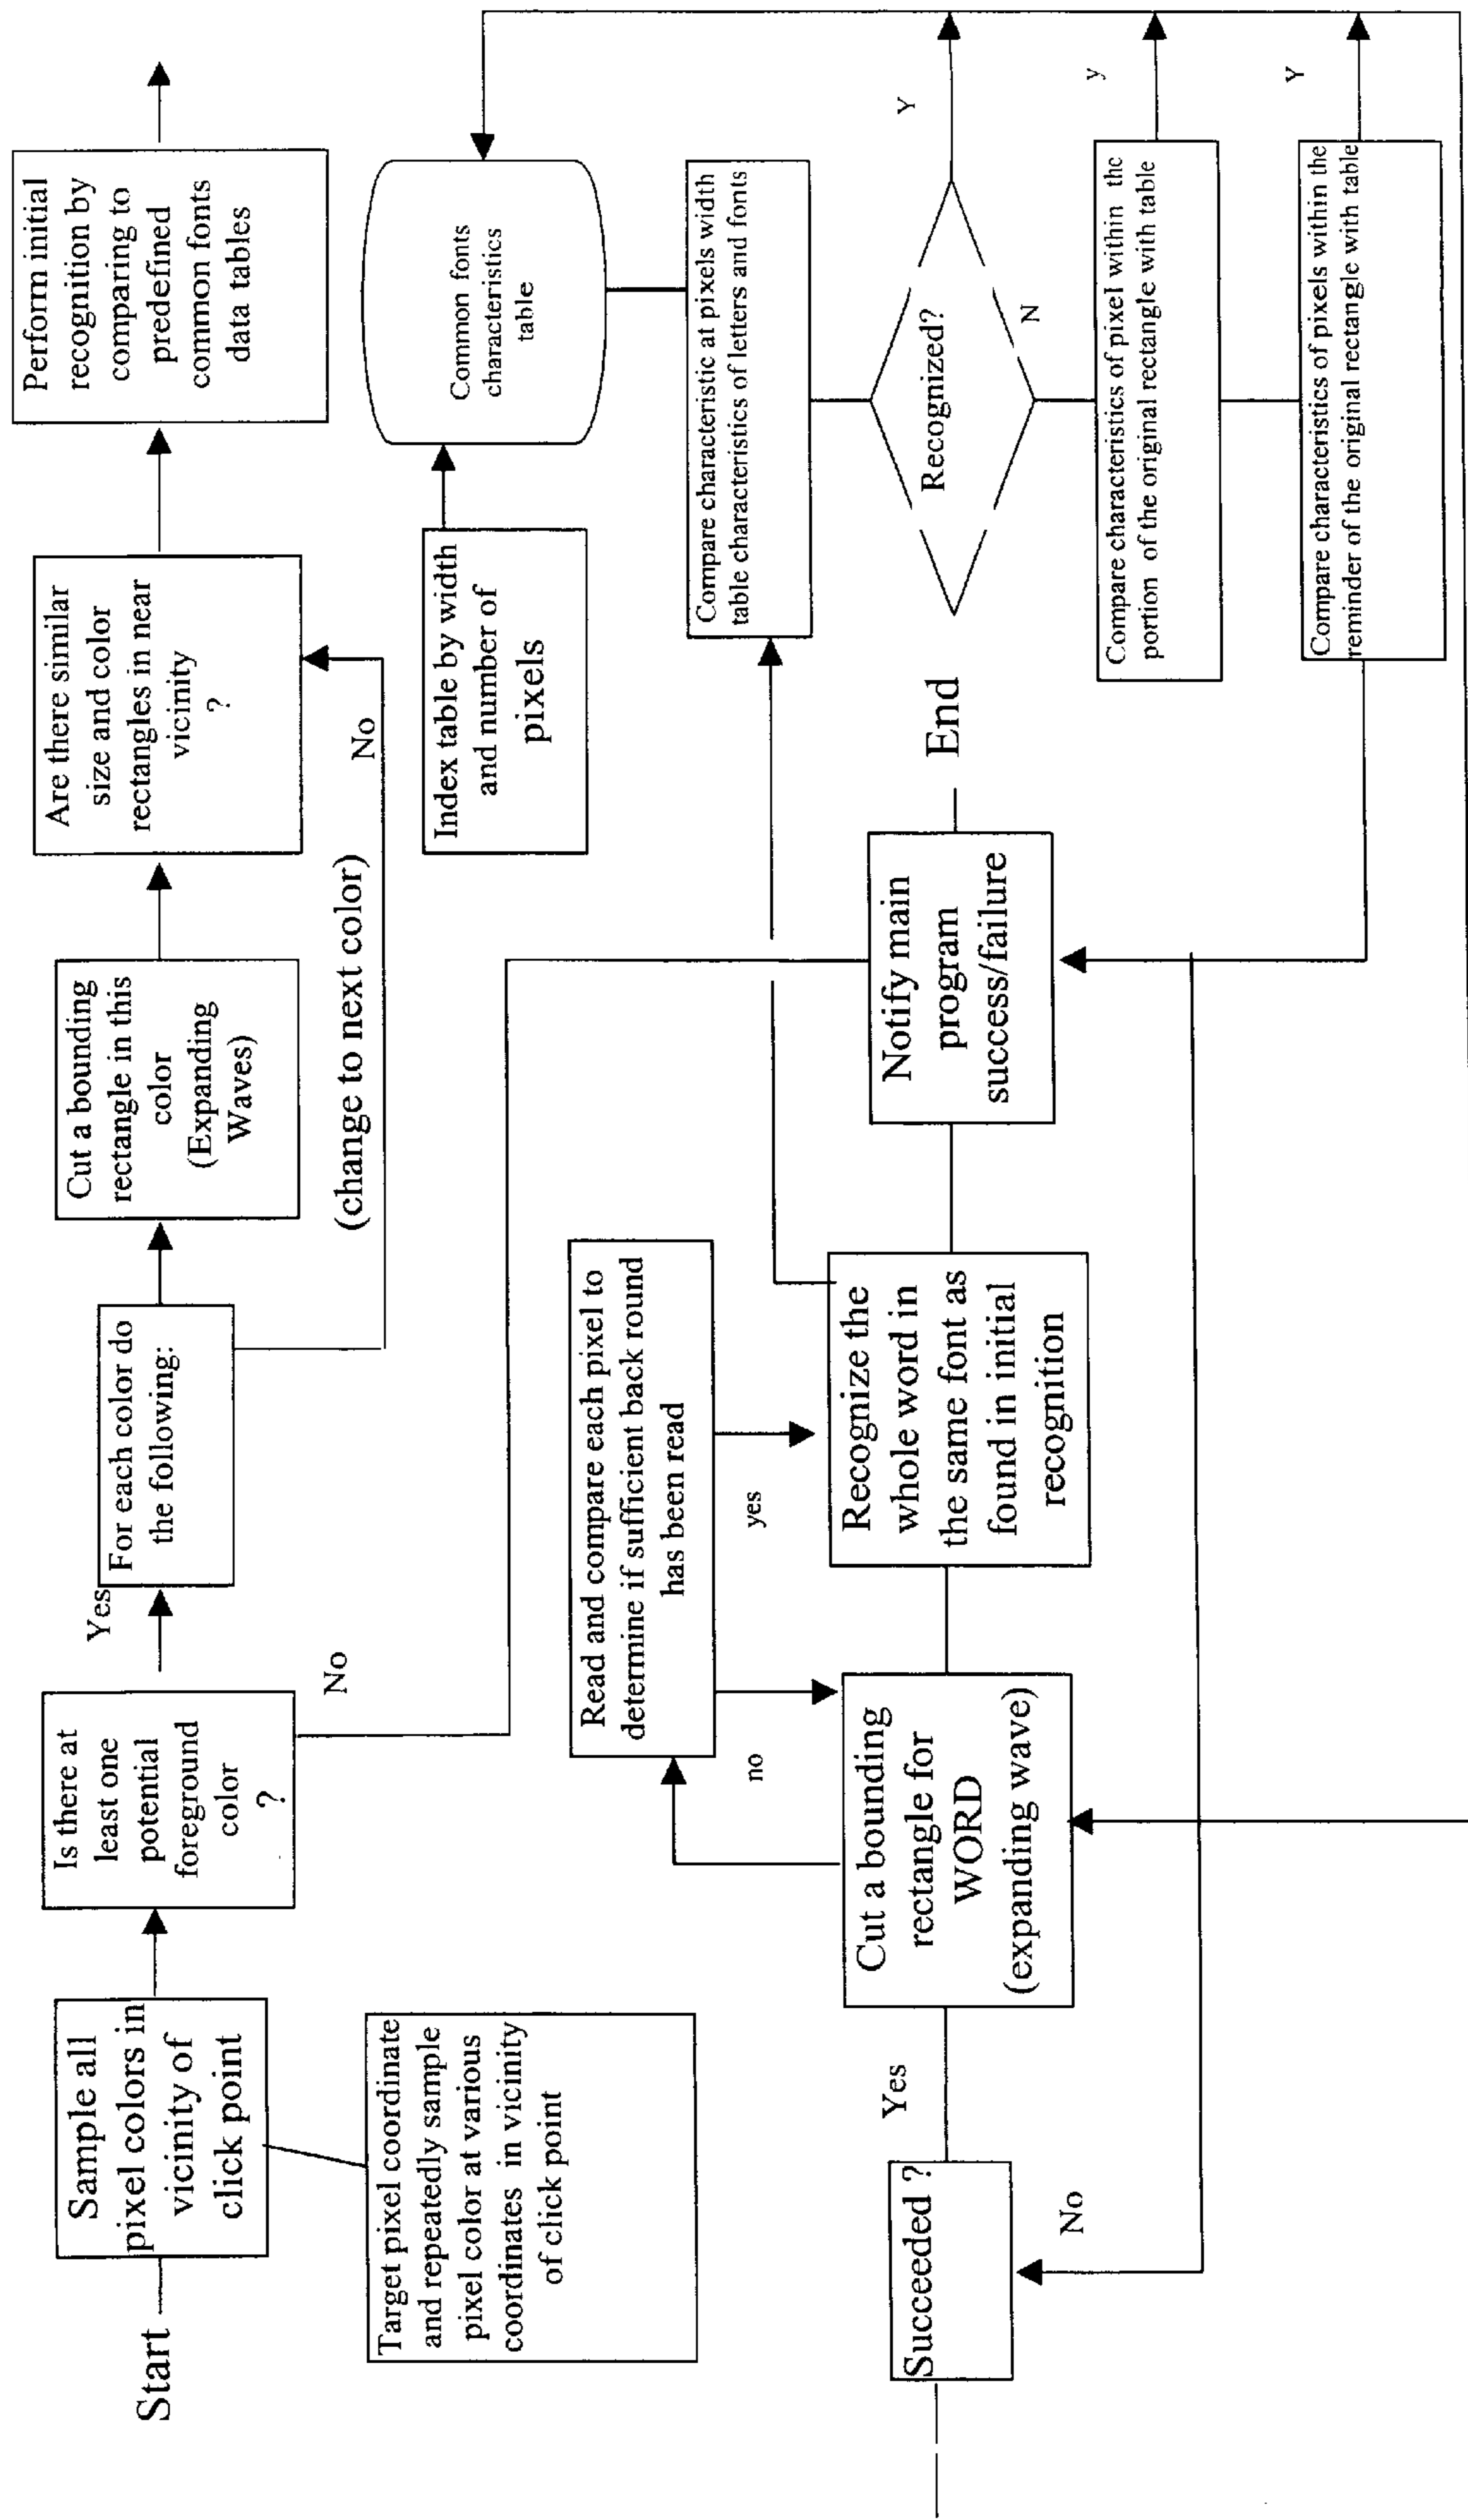 Start
Sample all
pixel colors in
vicinity of
click point
Target pixel coordinate
and repeatedly sample
pixel color at various
coordinates in vicinity
of click point
Is there at
least one
potential
foreground
color
?
Yes
No
For each color do
the following:
Cut a bounding
rectangle in this
color
(Expanding
Waves)
(change to next color)
No
Are there similar
size and color
rectangles in near
vicinity
?
Perform initial
recognition by
comparing to
predefined
common fonts
data tables
Index table by width
and number of
pixels
Common fonts
characteristics
table
Read and compare each pixel to
determine if sufficient back round
has been read
no
yes
Succeeded ?
Yes
No
Cut a bounding
rectangle for
WORD
(expanding wave)
Recognize the
whole word in
the same font as
found in initial
recognition
Notify main
program
success/failure
End
Compare characteristic at pixels width
table characteristics of letters and fonts
Recognized?
Y
N
Compare characteristics of pixel within the
portion of the original rectangle with table
y
Compare characteristics of pixels within the
reminder of the original rectangle with table
Y